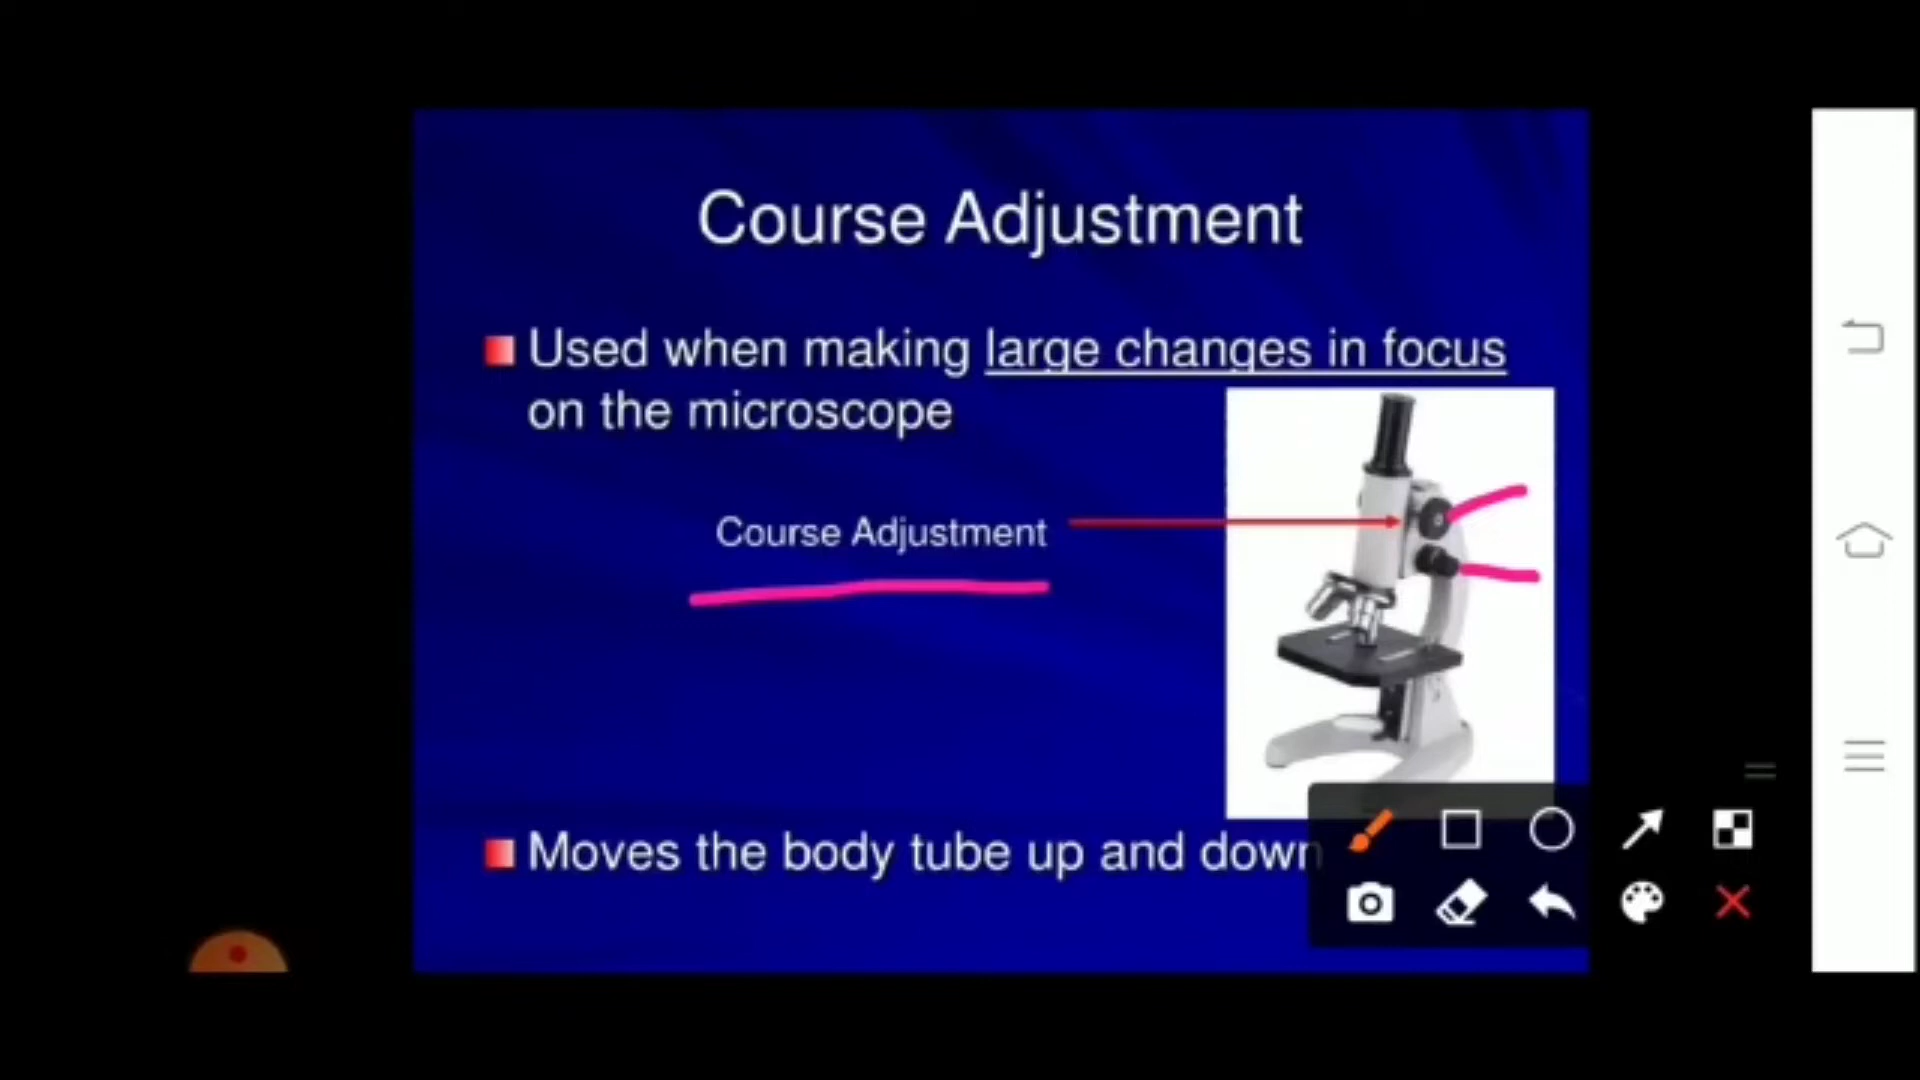 Course Adjustment
Used when making large changes in focus
on the microscope
Course Adjustment
Moves the body tube up and down